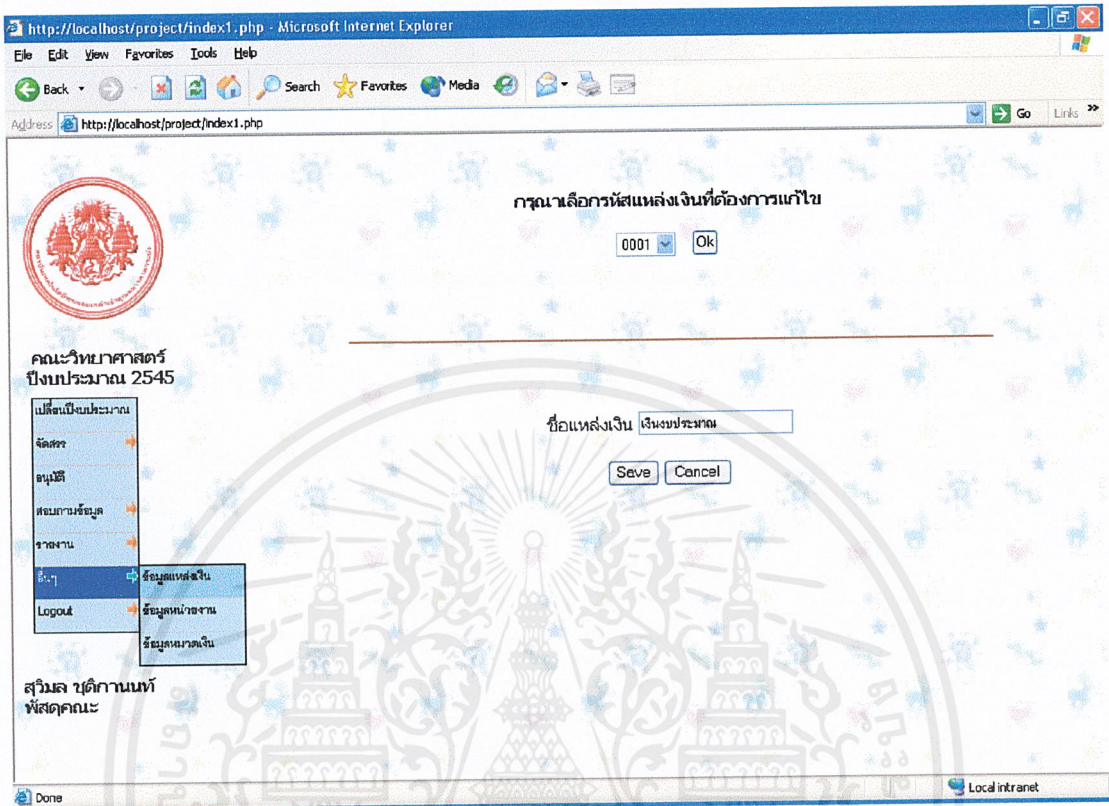 http://localhost/project/index1.php - Microsoft Internet Explorer
File Edit View Favorites Tools Help
Back Search Favorites Media
Address http://localhost/project/index1.php Go Links »
กรุณาเลือกรหัสแหล่งเงินที่ต้องการแก้ไข
0001 Ok
คณะวิทยาศาสตร์
ปีงบประมาณ 2545
เปลี่ยนปีงบประมาณ
จัดสรร
อนุมัติ
สอบถามข้อมูล
รายงาน
อื่นๆ
Logout
ข้อมูลแหล่งเงิน
ข้อมูลหน่วยงาน
ข้อมูลหมวดเงิน
ชื่อแหล่งเงิน เงินงบประมาณ
Save Cancel
สุวิมล ชุติกานนท์
พัสดุคณะ
Done Local intranet